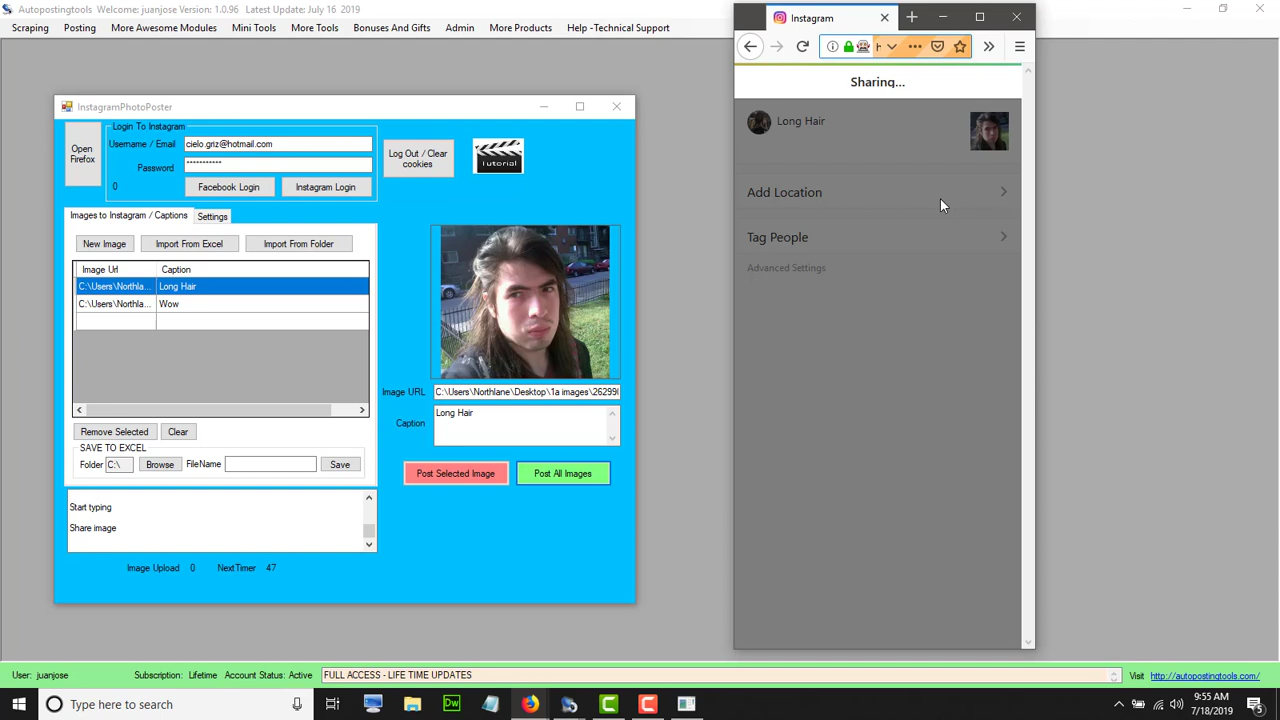 Autopostingtools Welcome: juanjose Version: 1.0.96 Latest Update: July 16 2019
Scraping Posting More Awesome Modules Mini Tools More Tools Bonuses And Gifts Admin More Products Help -Technical Support
InstagramPhotoPoster
Open Firefox
Login To Instagram
Username / Email cielo.griz@hotmail.com
Password ***********
0 Facebook Login Instagram Login
Log Out / Clear cookies
Tutorial
Images to Instagram / Captions Settings
New Image Import From Excel Import From Folder
Image Url Caption
C:\Users\Northla... Long Hair
C:\Users\Northla... Wow
Remove Selected Clear
SAVE TO EXCEL
Folder C:\ Browse FileName Save
Start typing
Share image
Image Upload 0 NextTimer 47
Image URL C:\Users\Northlane\Desktop\1a images\26299
Caption Long Hair
Post Selected Image Post All Images
Instagram
Sharing...
Long Hair
Add Location
Tag People
Advanced Settings
User: juanjose Subscription: Lifetime Account Status: Active FULL ACCESS - LIFE TIME UPDATES Visit http://autopostingtools.com/
Type here to search
Dw
9:55 AM
7/18/2019